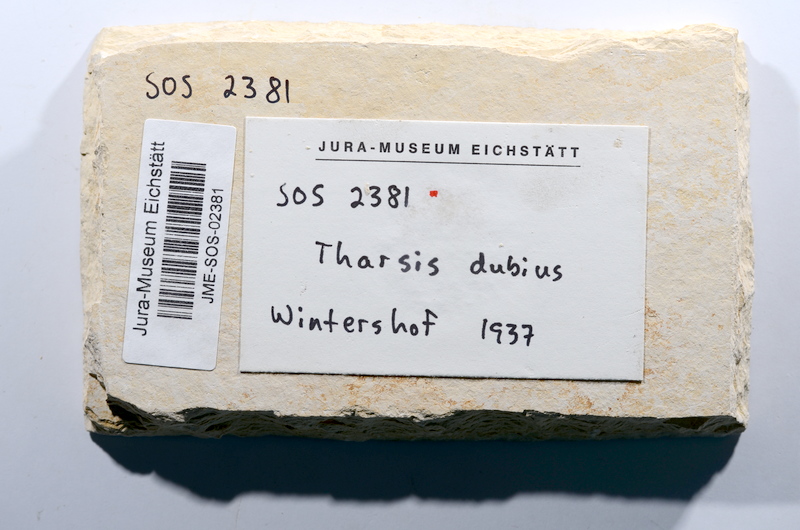 SOS 2381
Jura-Museum Eichstätt
JME-SOS-02381
JURA-MUSEUM EICHSTÄTT
SOS 2381
Tharsis dubius
Wintershof 1937